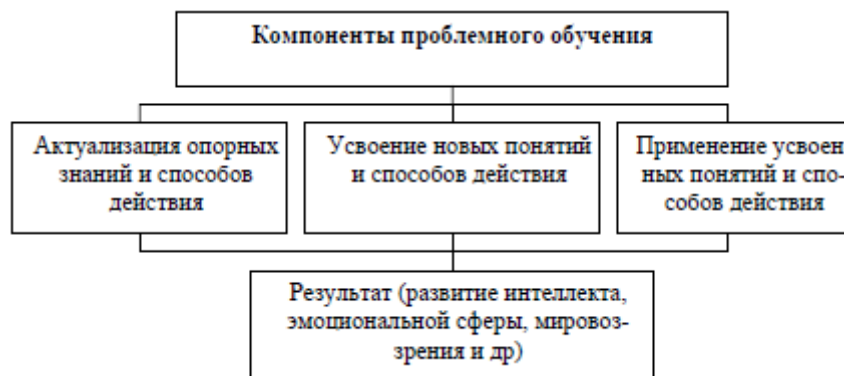 Компоненты проблемного обучения
Актуализация опорных
знаний и способов
действия
Усвоение новых понятий
и способов действия
Применение усвоен
ных понятий и спо-
собов действия
Результат (развитие интеллекта,
эмоциональной сферы, мировоз-
зрения и др)